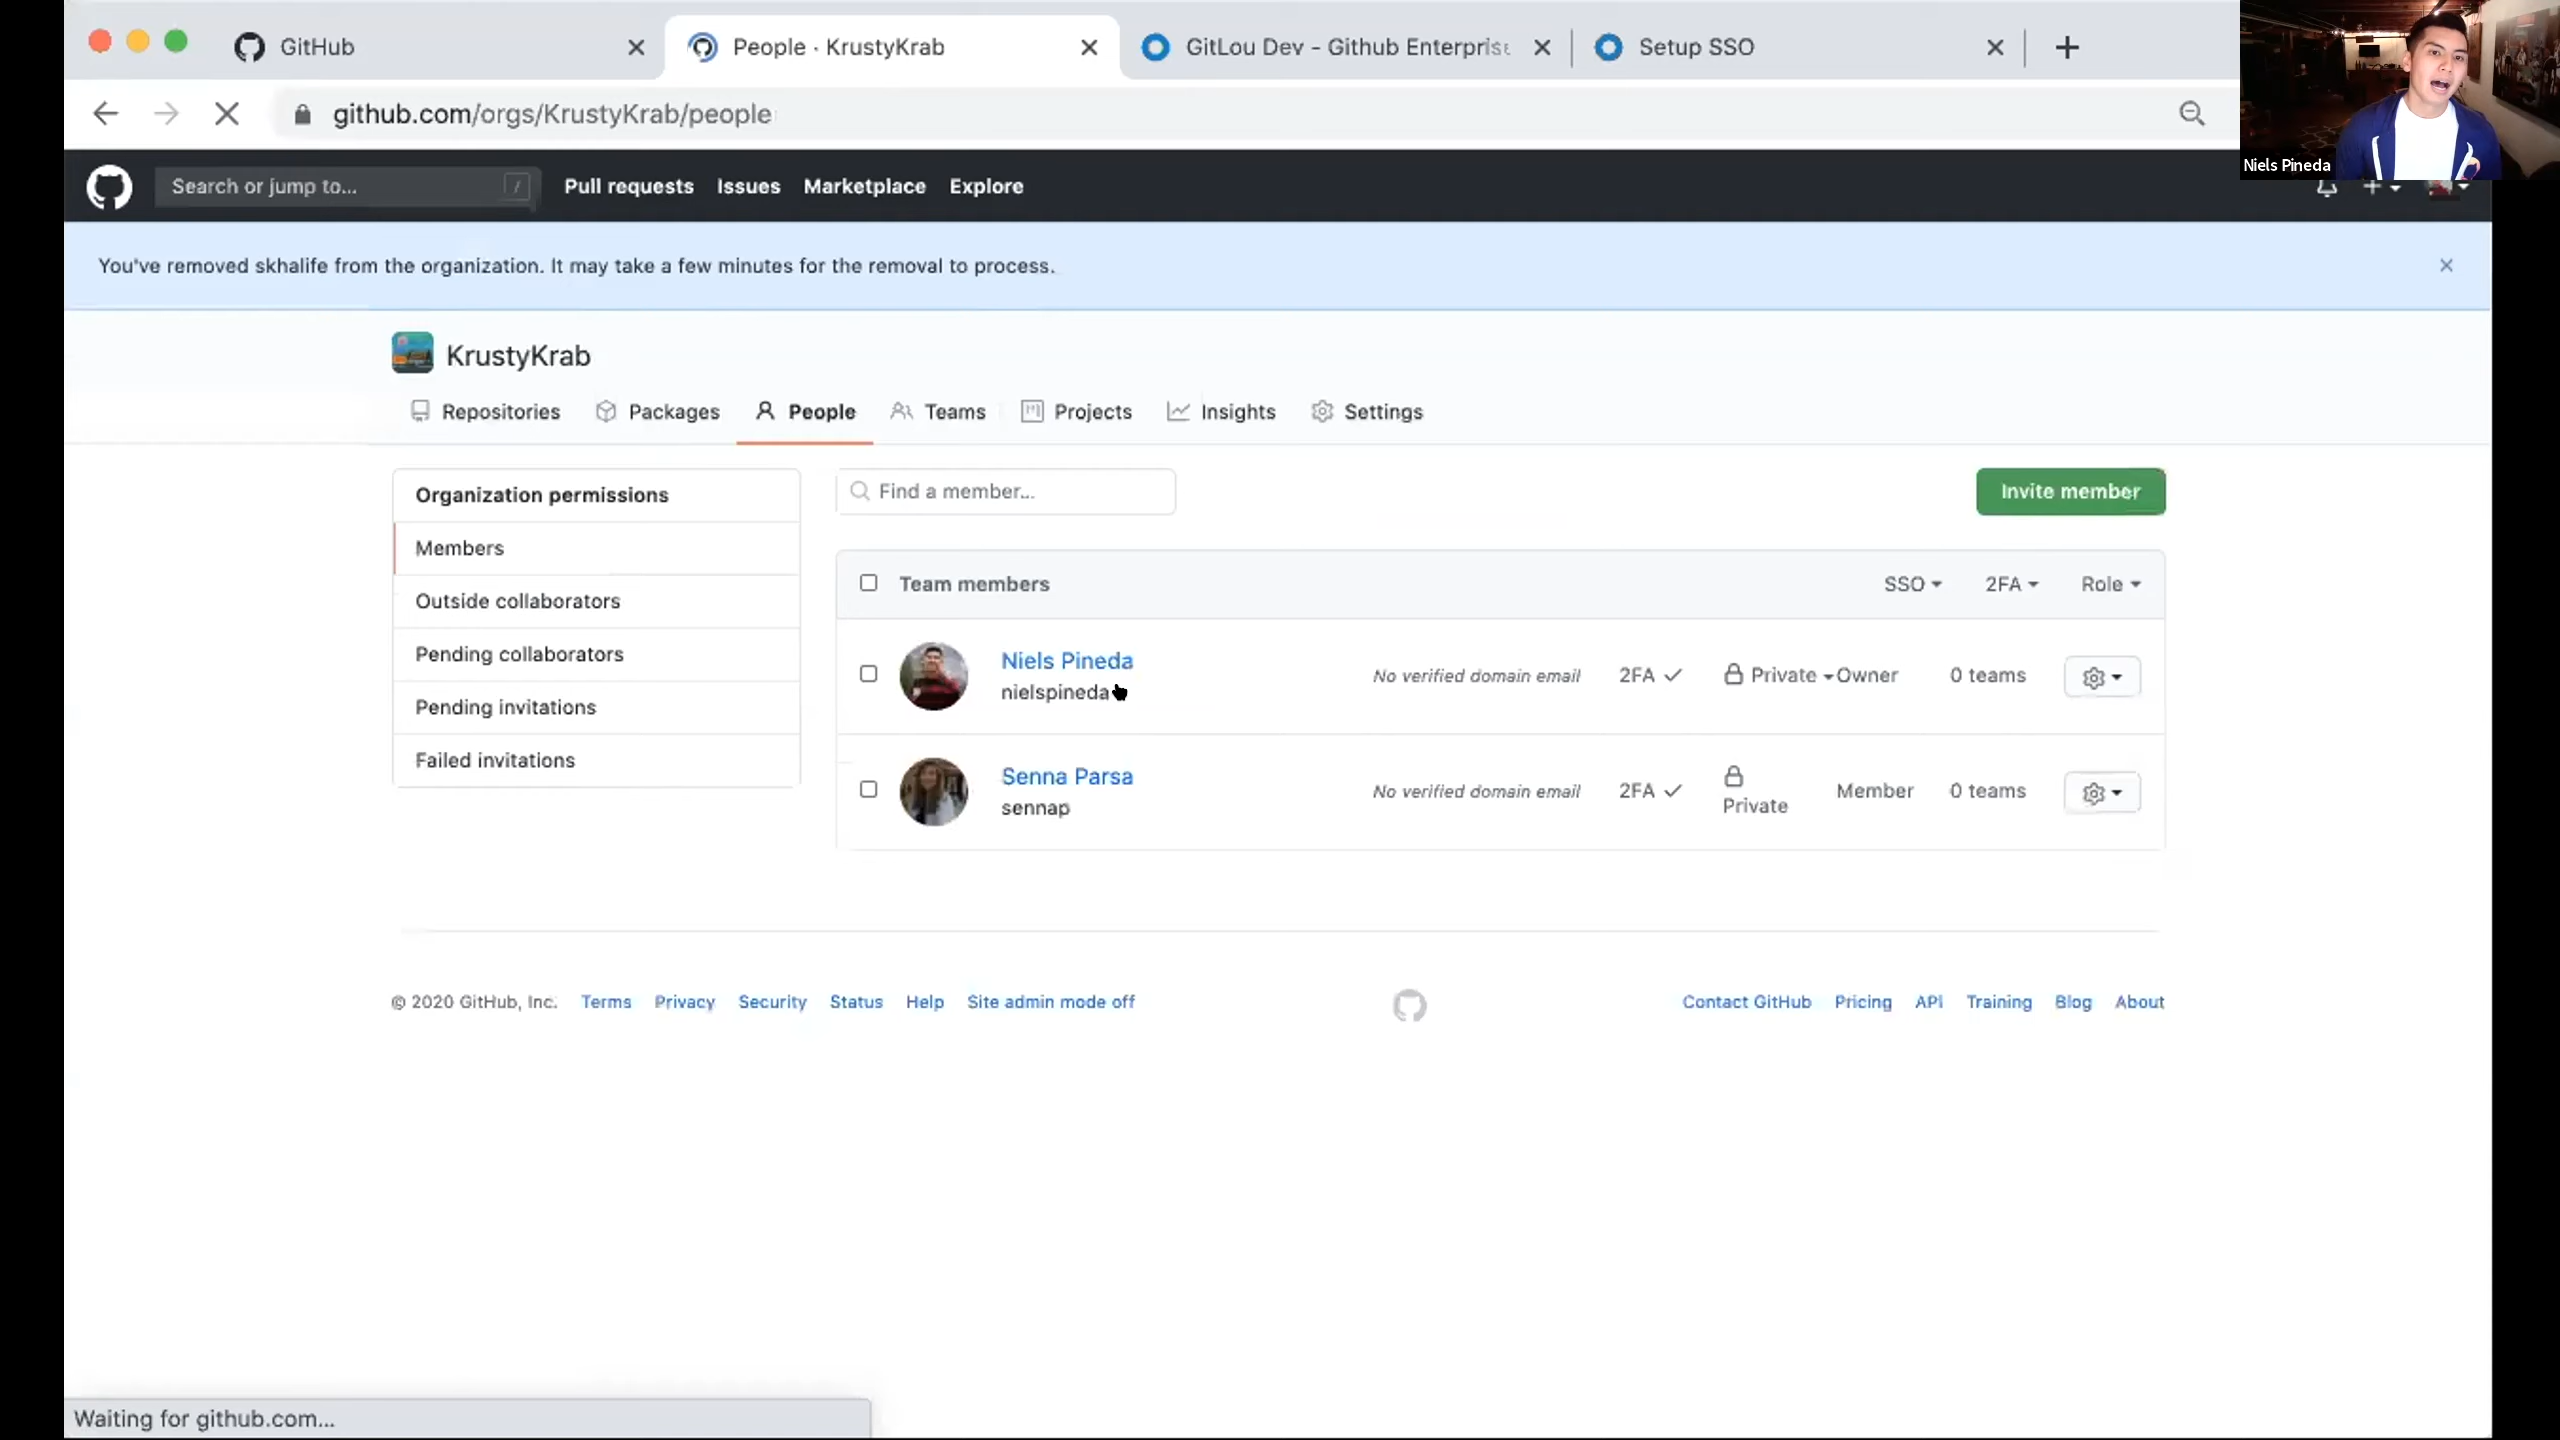 GitHub
People · KrustyKrab
GitLou Dev - Github Enterprise
Setup SSO
github.com/orgs/KrustyKrab/people
Niels Pineda
Search or jump to...
/
Pull requests Issues Marketplace Explore
You've removed skhalife from the organization. It may take a few minutes for the removal to process.
KrustyKrab
Repositories Packages People Teams Projects Insights Settings
Organization permissions
Members
Outside collaborators
Pending collaborators
Pending invitations
Failed invitations
Find a member...
Invite member
Team members SSO 2FA Role
Niels Pineda
nielspineda
No verified domain email 2FA ✓ Private Owner 0 teams
Senna Parsa
sennap
No verified domain email 2FA ✓ Private Member 0 teams
© 2020 GitHub, Inc. Terms Privacy Security Status Help Site admin mode off
Contact GitHub Pricing API Training Blog About
Waiting for github.com...